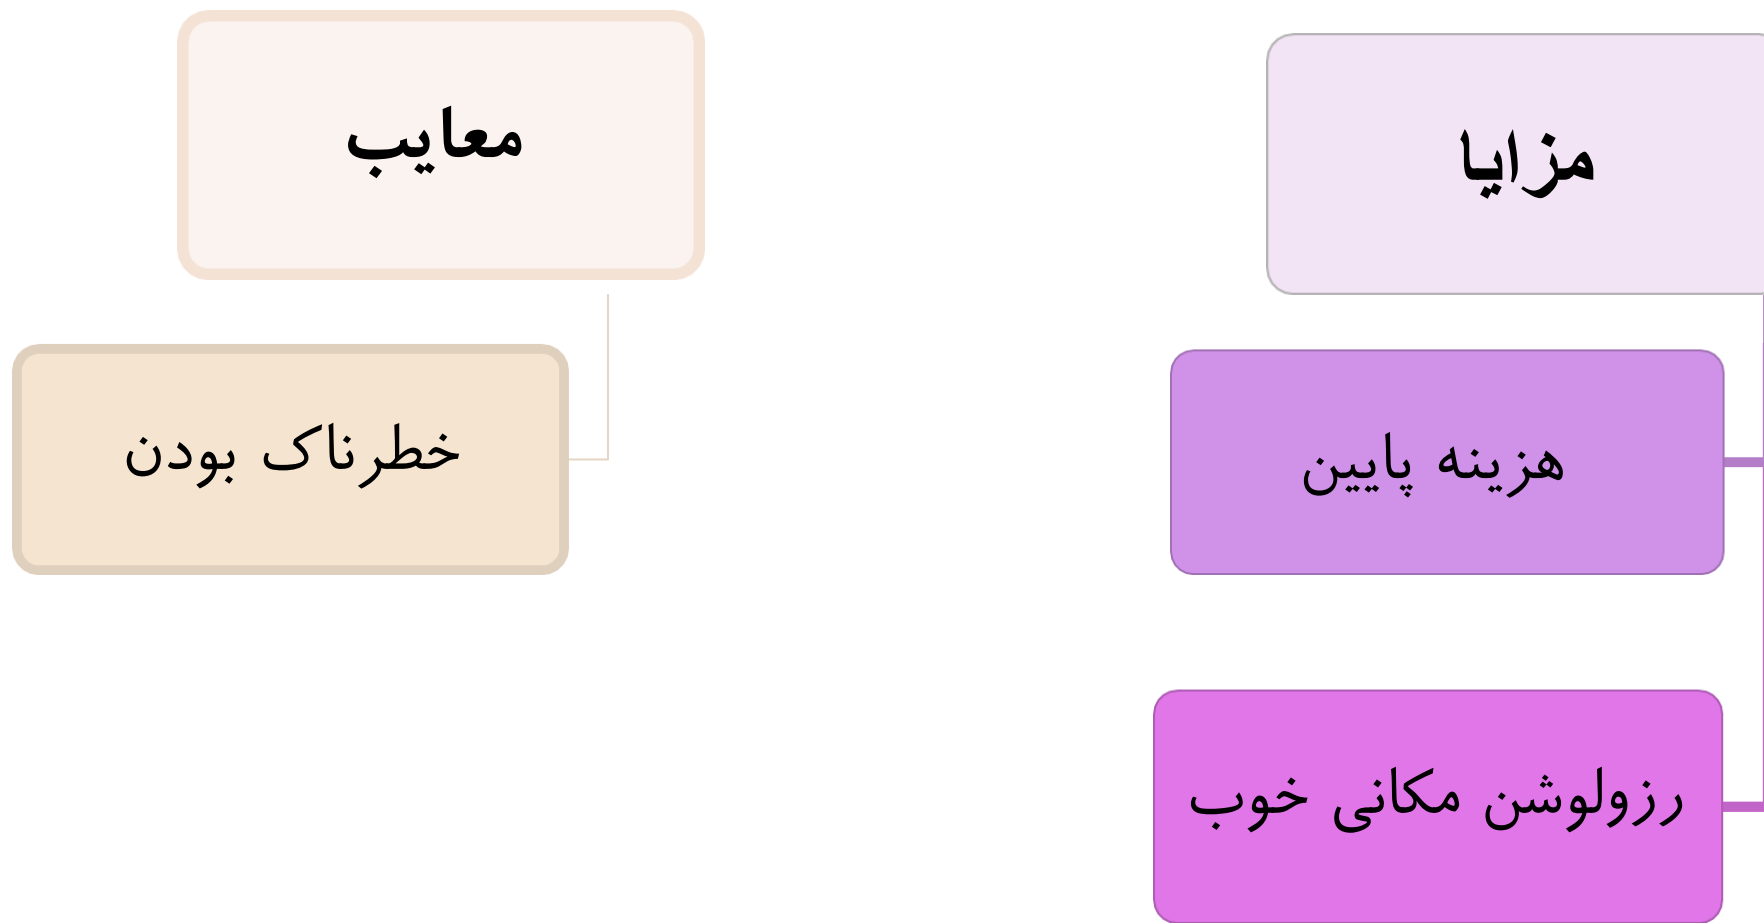 مزایا
هزینه پایین
رزولوشن مکانی خوب
معایب
خطرناک بودن